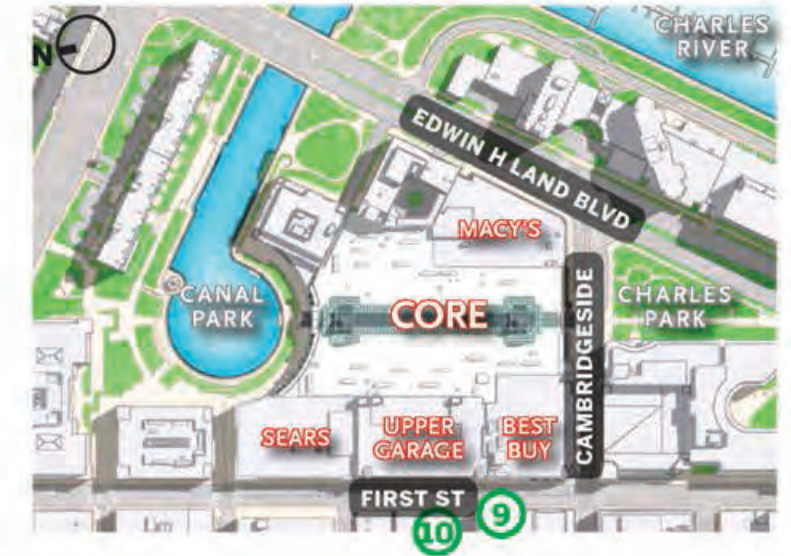 CHARLES
RIVER
N
EDWIN H LAND BLVD
MACY'S
CANAL
PARK
CORE
CHARLES
PARK
CAMBRIDGESIDE
SEARS
UPPER
GARAGE
BEST
BUY
FIRST ST
9
10